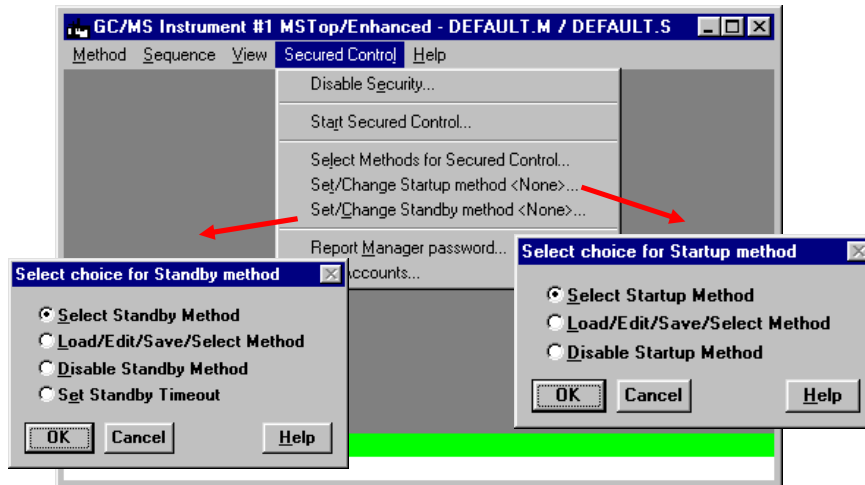 GC/MS Instrument #1 MSTop/Enhanced - DEFAULT.M / DEFAULT.S
Method Sequence View Secured Control Help
Disable Security...
Start Secured Control...
Select Methods for Secured Control...
Set/Change Startup method <None>...
Set/Change Standby method <None>...
Report Manager password...
Accounts...
Select choice for Standby method
Select Standby Method
Load/Edit/Save/Select Method
Disable Standby Method
Set Standby Timeout
OK Cancel Help
Select choice for Startup method
Select Startup Method
Load/Edit/Save/Select Method
Disable Startup Method
OK Cancel Help